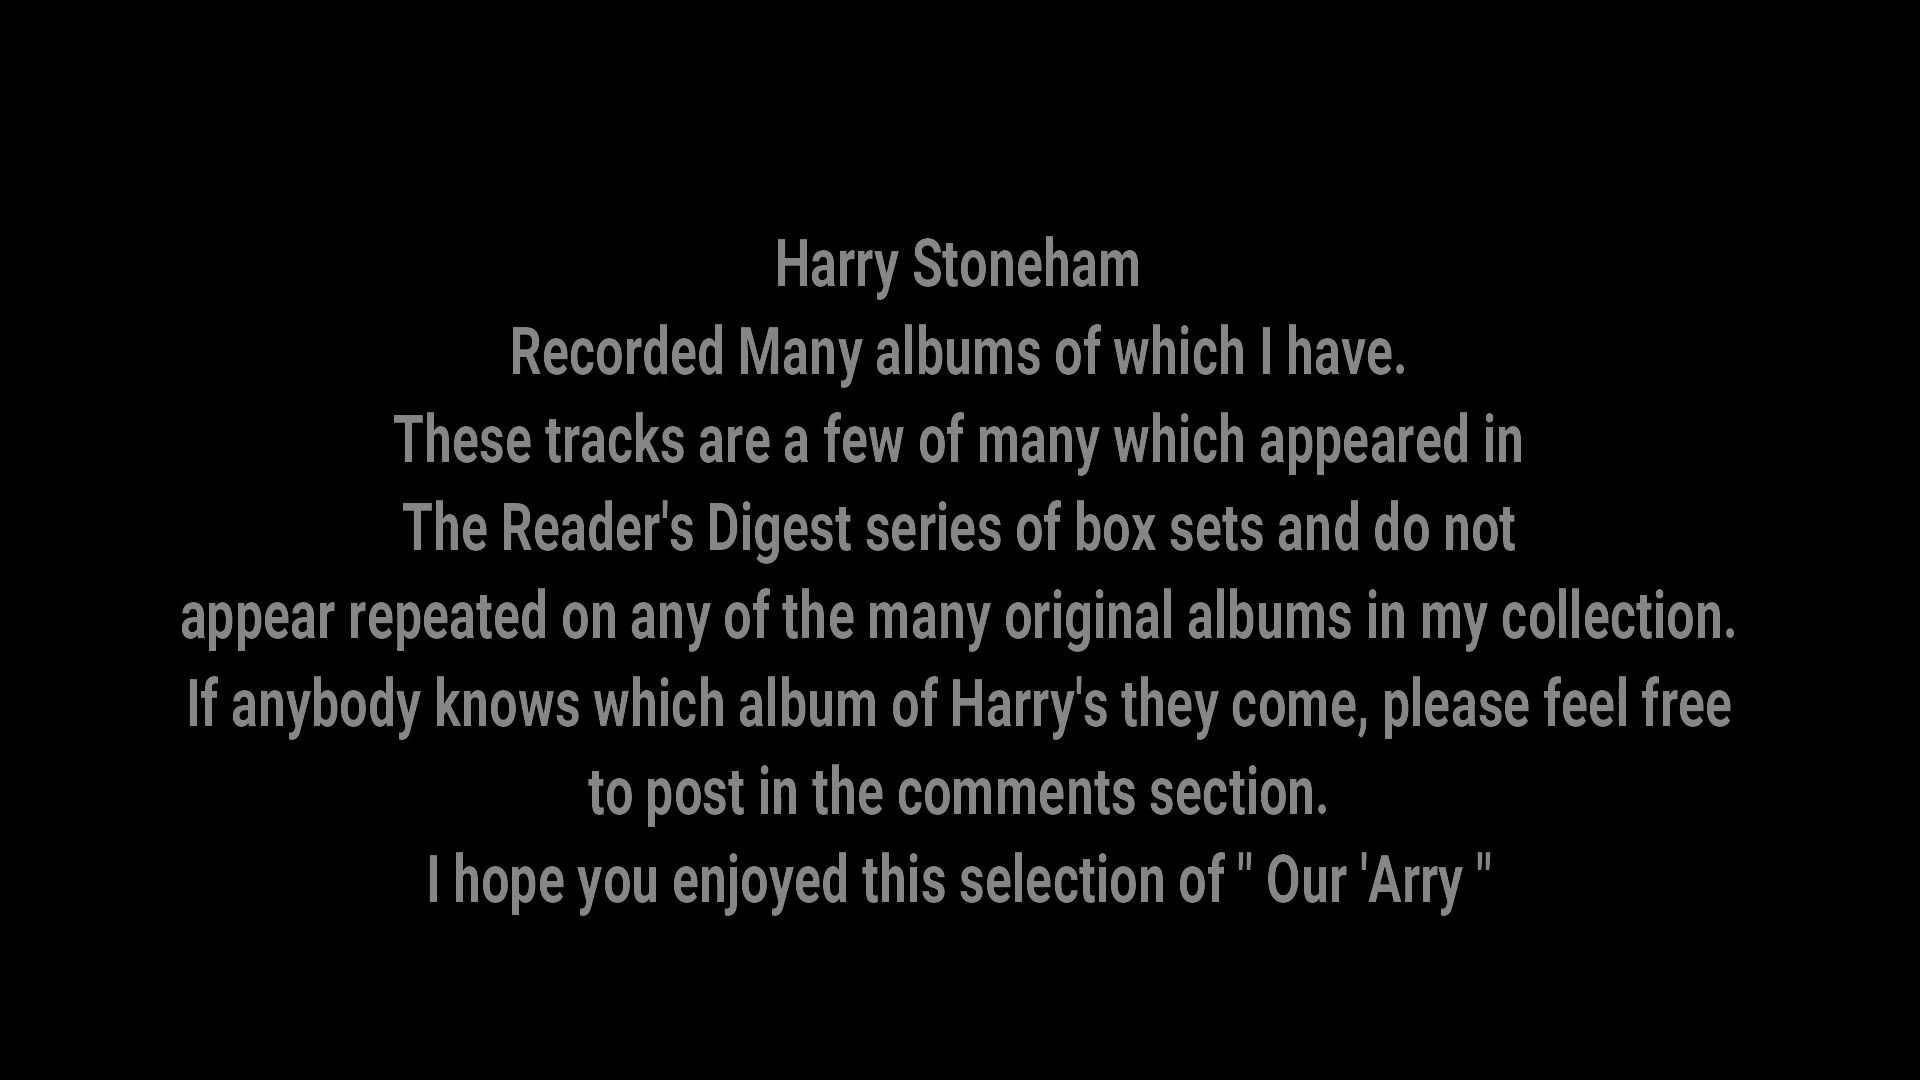 Harry Stoneham
Recorded Many albums of which I have.
These tracks are a few of many which appeared in
The Reader's Digest series of box sets and do not
appear repeated on any of the many original albums in my collection.
If anybody knows which album of Harry's they come, please feel free
to post in the comments section.
I hope you enjoyed this selection of " Our 'Arry "